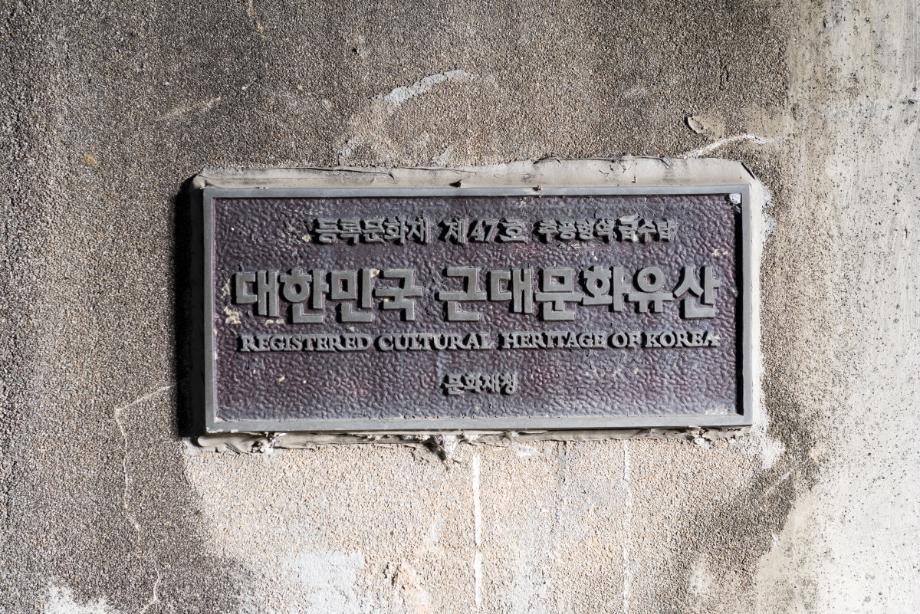 등록문화재 제47호 추풍령역 급수탑
대한민국 근대문화유산
REGISTERED CULTURAL HERITAGE OF KOREA
문화재청